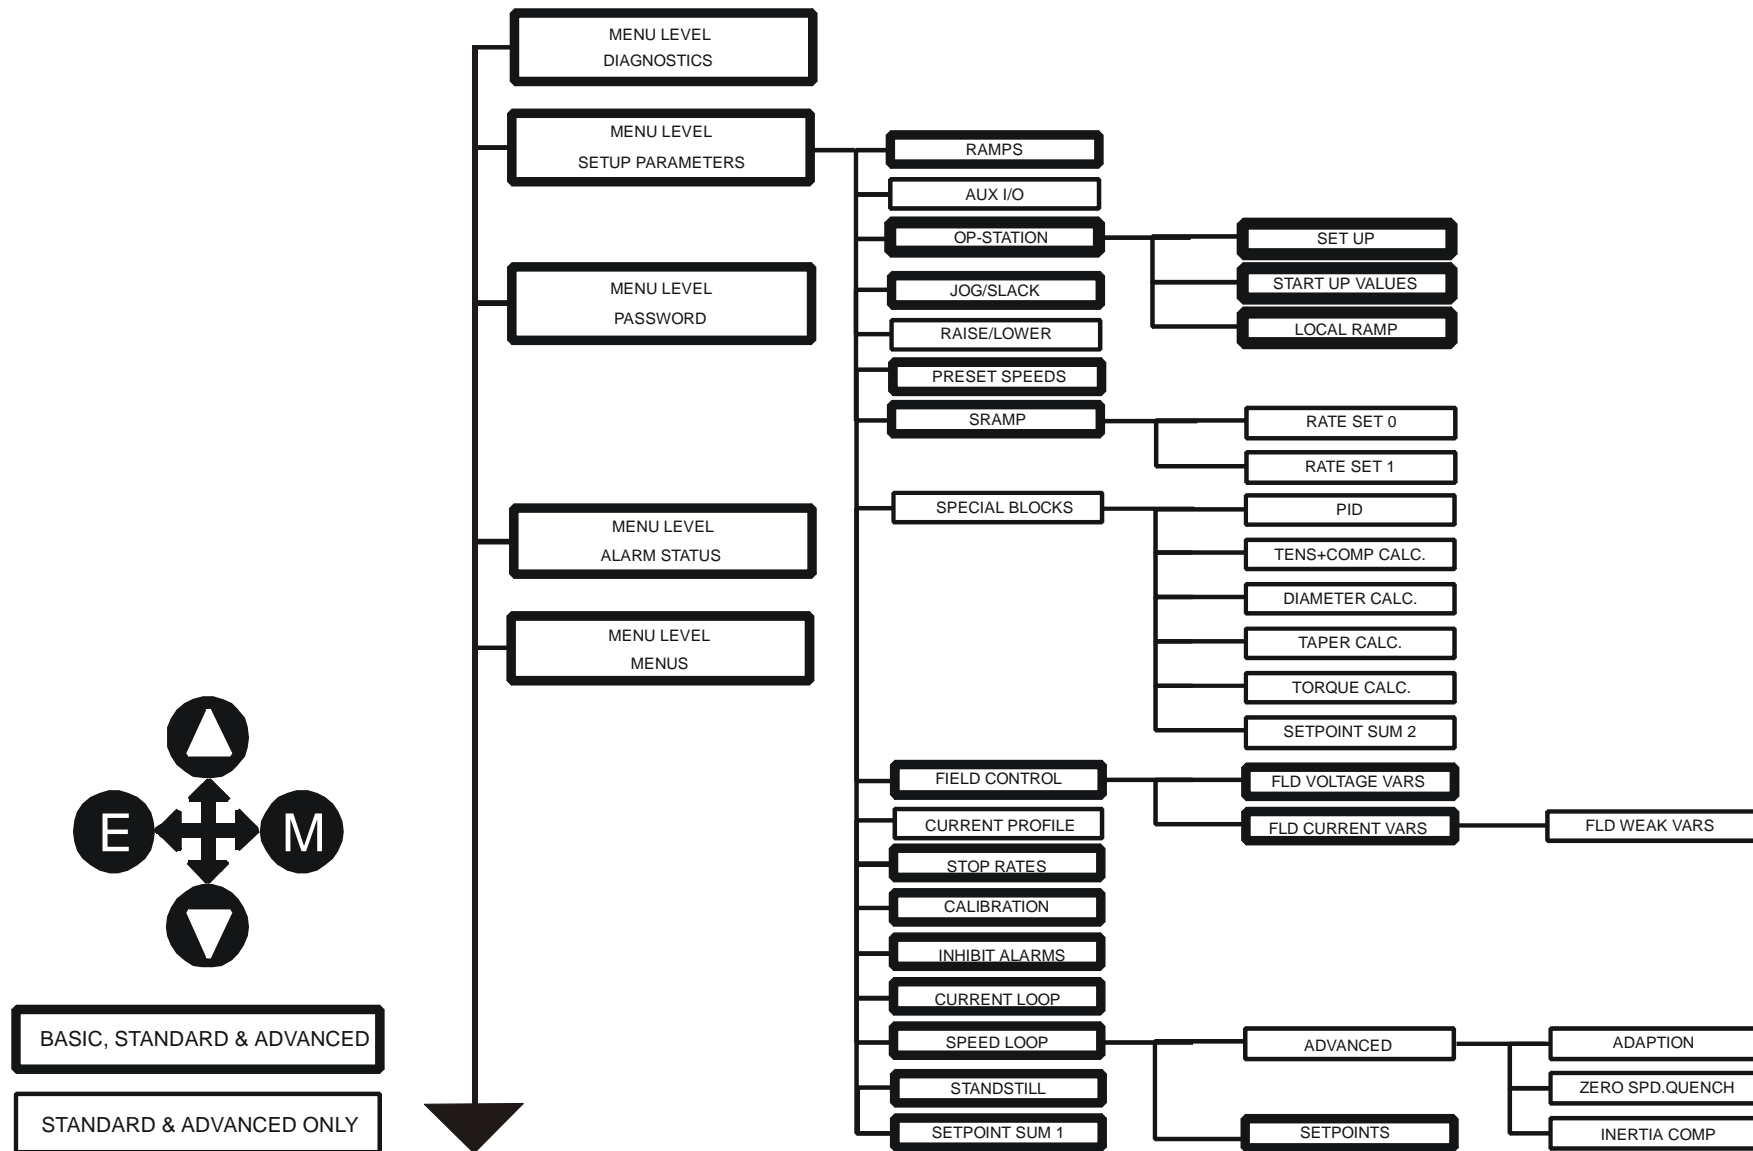 MENU LEVEL
DIAGNOSTICS
MENU LEVEL
SETUP PARAMETERS
MENU LEVEL
PASSWORD
MENU LEVEL
ALARM STATUS
MENU LEVEL
MENUS
RAMPS
AUX I/O
OP-STATION
JOG/SLACK
RAISE/LOWER
PRESET SPEEDS
SRAMP
SPECIAL BLOCKS
FIELD CONTROL
CURRENT PROFILE
STOP RATES
CALIBRATION
INHIBIT ALARMS
CURRENT LOOP
SPEED LOOP
STANDSTILL
SETPOINT SUM 1
SET UP
START UP VALUES
LOCAL RAMP
RATE SET 0
RATE SET 1
PID
TENS+COMP CALC.
DIAMETER CALC.
TAPER CALC.
TORQUE CALC.
SETPOINT SUM 2
FLD VOLTAGE VARS
FLD CURRENT VARS
FLD WEAK VARS
ADVANCED
SETPOINTS
ADAPTION
ZERO SPD.QUENCH
INERTIA COMP
E
M
BASIC, STANDARD & ADVANCED
STANDARD & ADVANCED ONLY